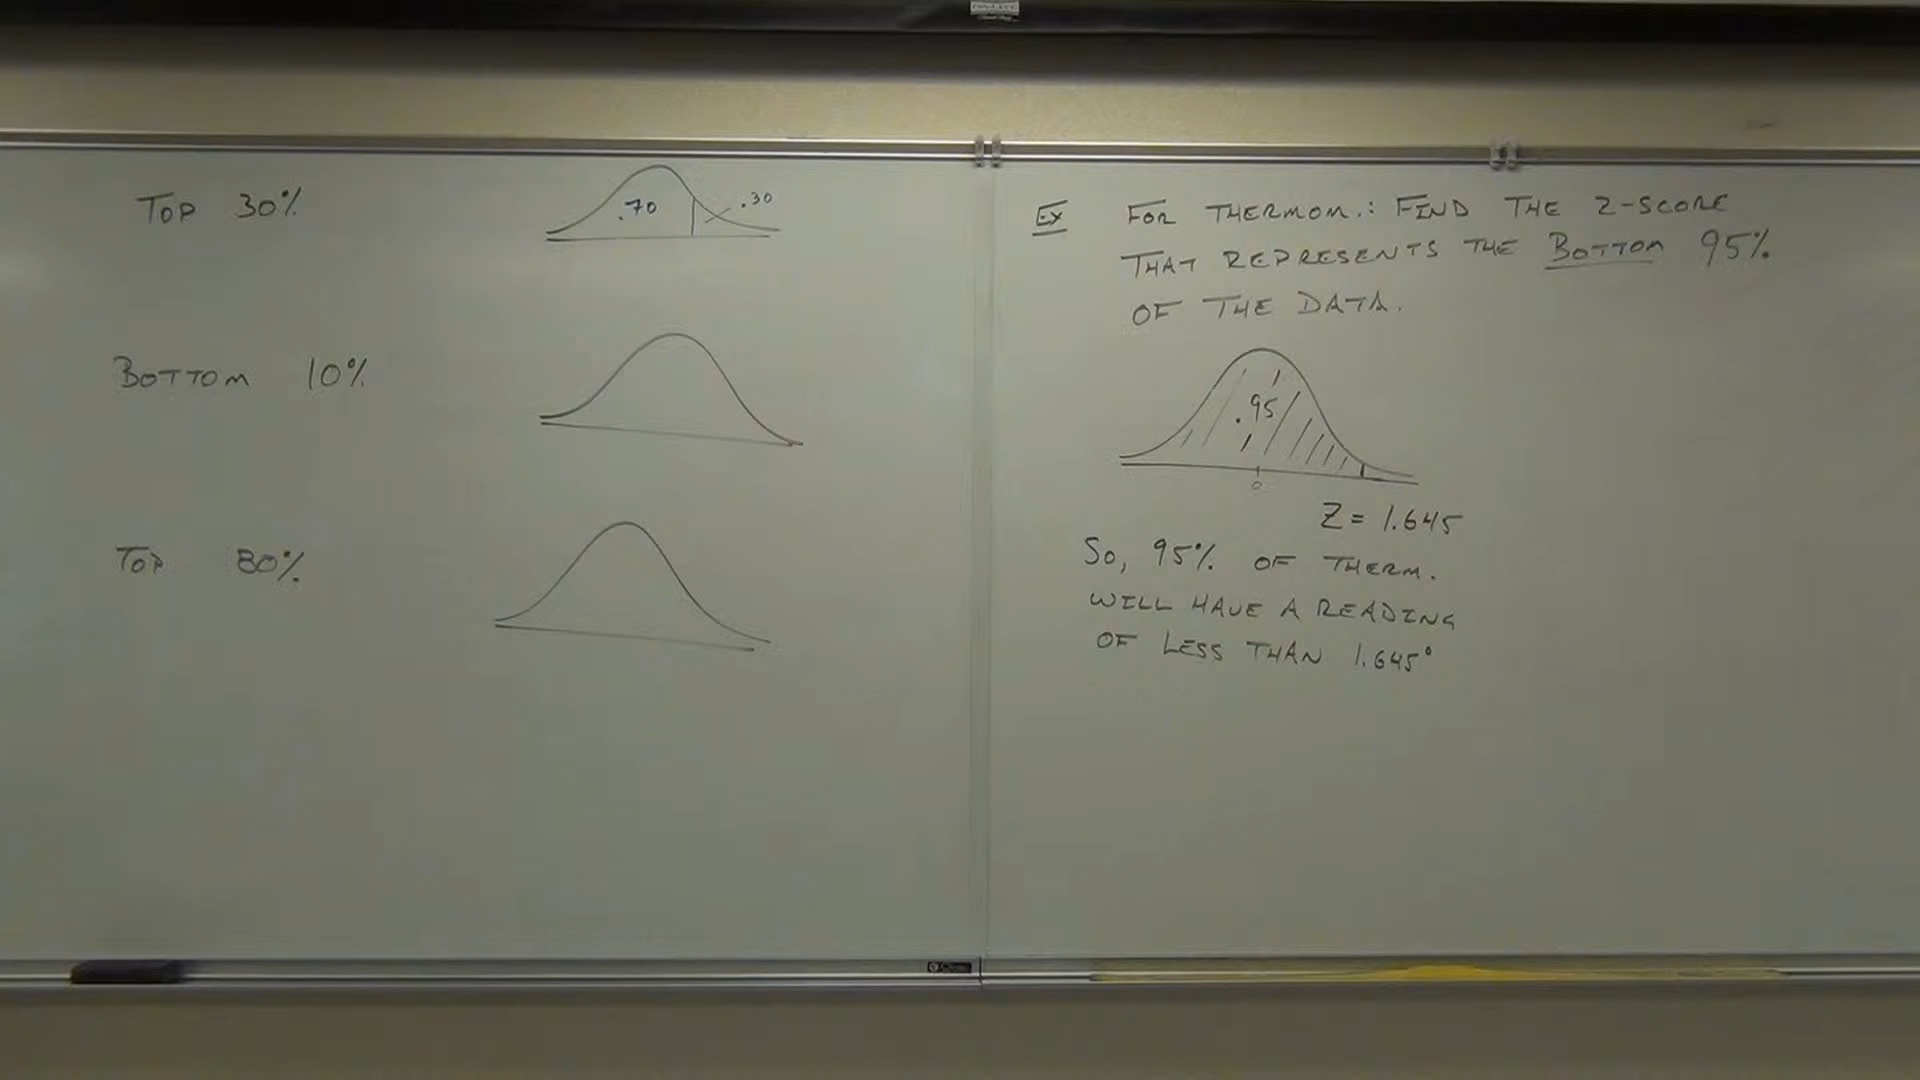 TOP 30%
.70
.30
BOTTOM 10%
TOP 80%
EX FOR THERMOM.: FIND THE Z-SCORE
THAT REPRESENTS THE BOTTOM 95%
OF THE DATA.
.95
0
Z = 1.645
SO, 95% OF THERM.
WILL HAVE A READING
OF LESS THAN 1.645°